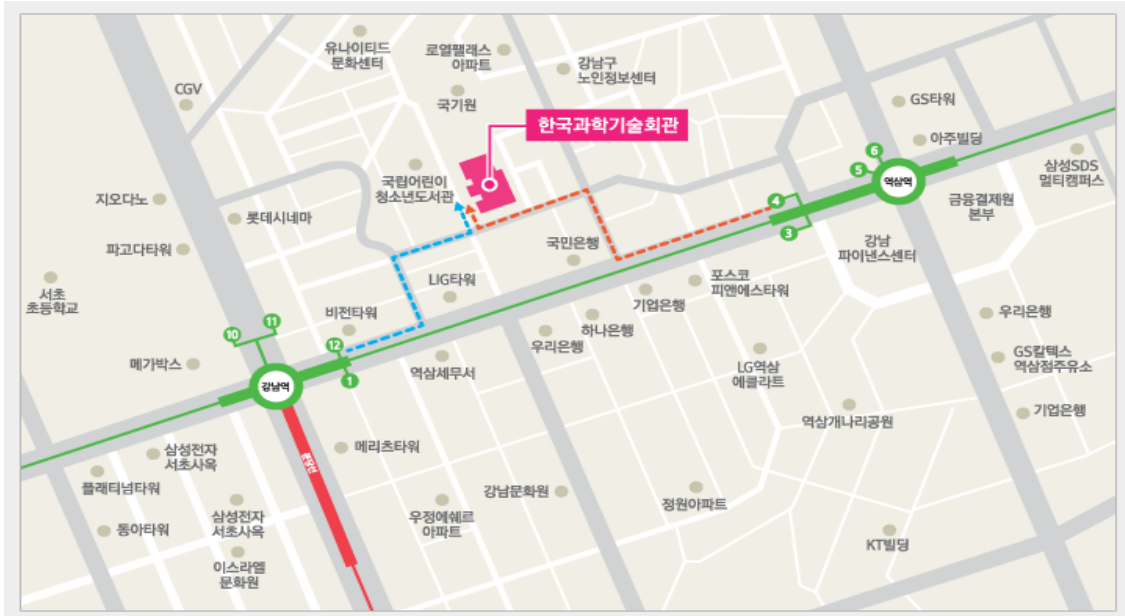 유나이티드
문화센터
로열팰래스
아파트
강남구
노인정보센터
CGV
국기원
GS타워
한국과학기술회관
아주빌딩
6
5
역삼역
삼성SDS
멀티캠퍼스
국립어린이
청소년도서관
지오다노
롯데시네마
4
3
금융결제원
본부
파고다타워
국민은행
강남
파이낸스센터
서초
초등학교
LIG타워
포스코
피앤에스타워
기업은행
비전타워
하나은행
우리은행
우리은행
10
11
12
1
메가박스
강남역
역삼세무서
LG역삼
에클라트
GS칼텍스
역삼점주유소
기업은행
역삼개나리공원
삼성전자
서초사옥
메리츠타워
분당선
플래티넘타워
강남문화원
정원아파트
동아타워
삼성전자
서초사옥
우정에쉐르
아파트
KT빌딩
이스라엘
문화원